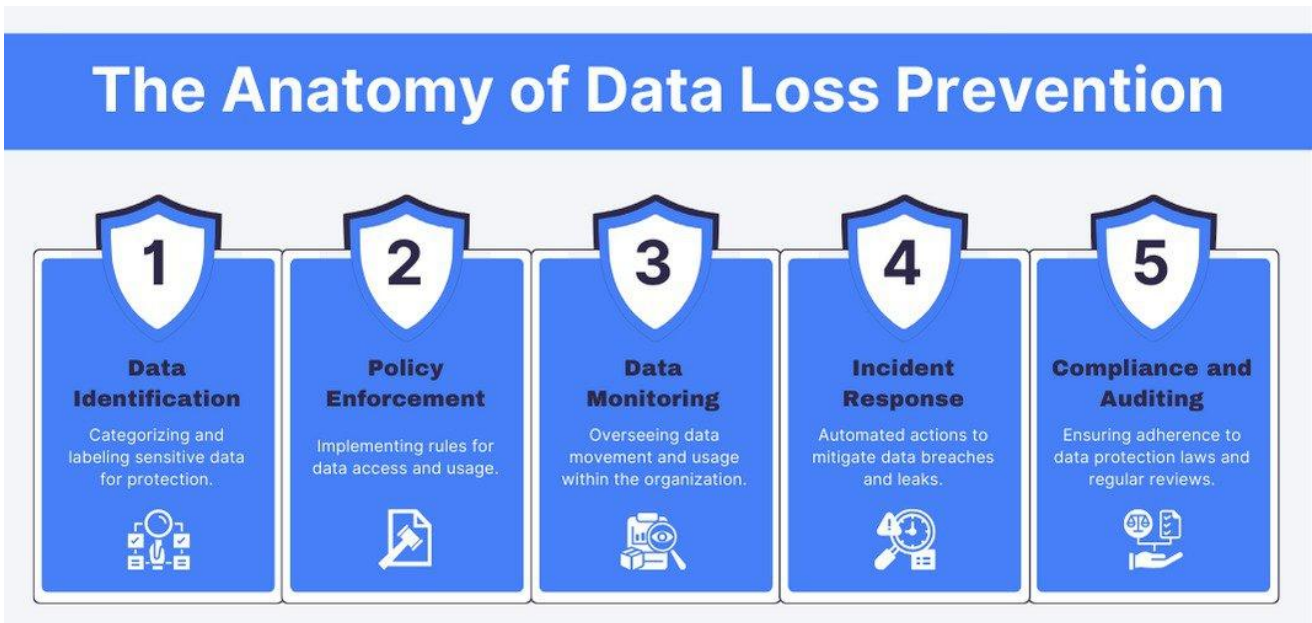 The Anatomy of Data Loss Prevention
1
Data
Identification
Categorizing and
labeling sensitive data
for protection.
2
Policy
Enforcement
Implementing rules for
data access and usage.
3
Data
Monitoring
Overseeing data
movement and usage
within the organization.
4
Incident
Response
Automated actions to
mitigate data breaches
and leaks.
5
Compliance and
Auditing
Ensuring adherence to
data protection laws and
regular reviews.